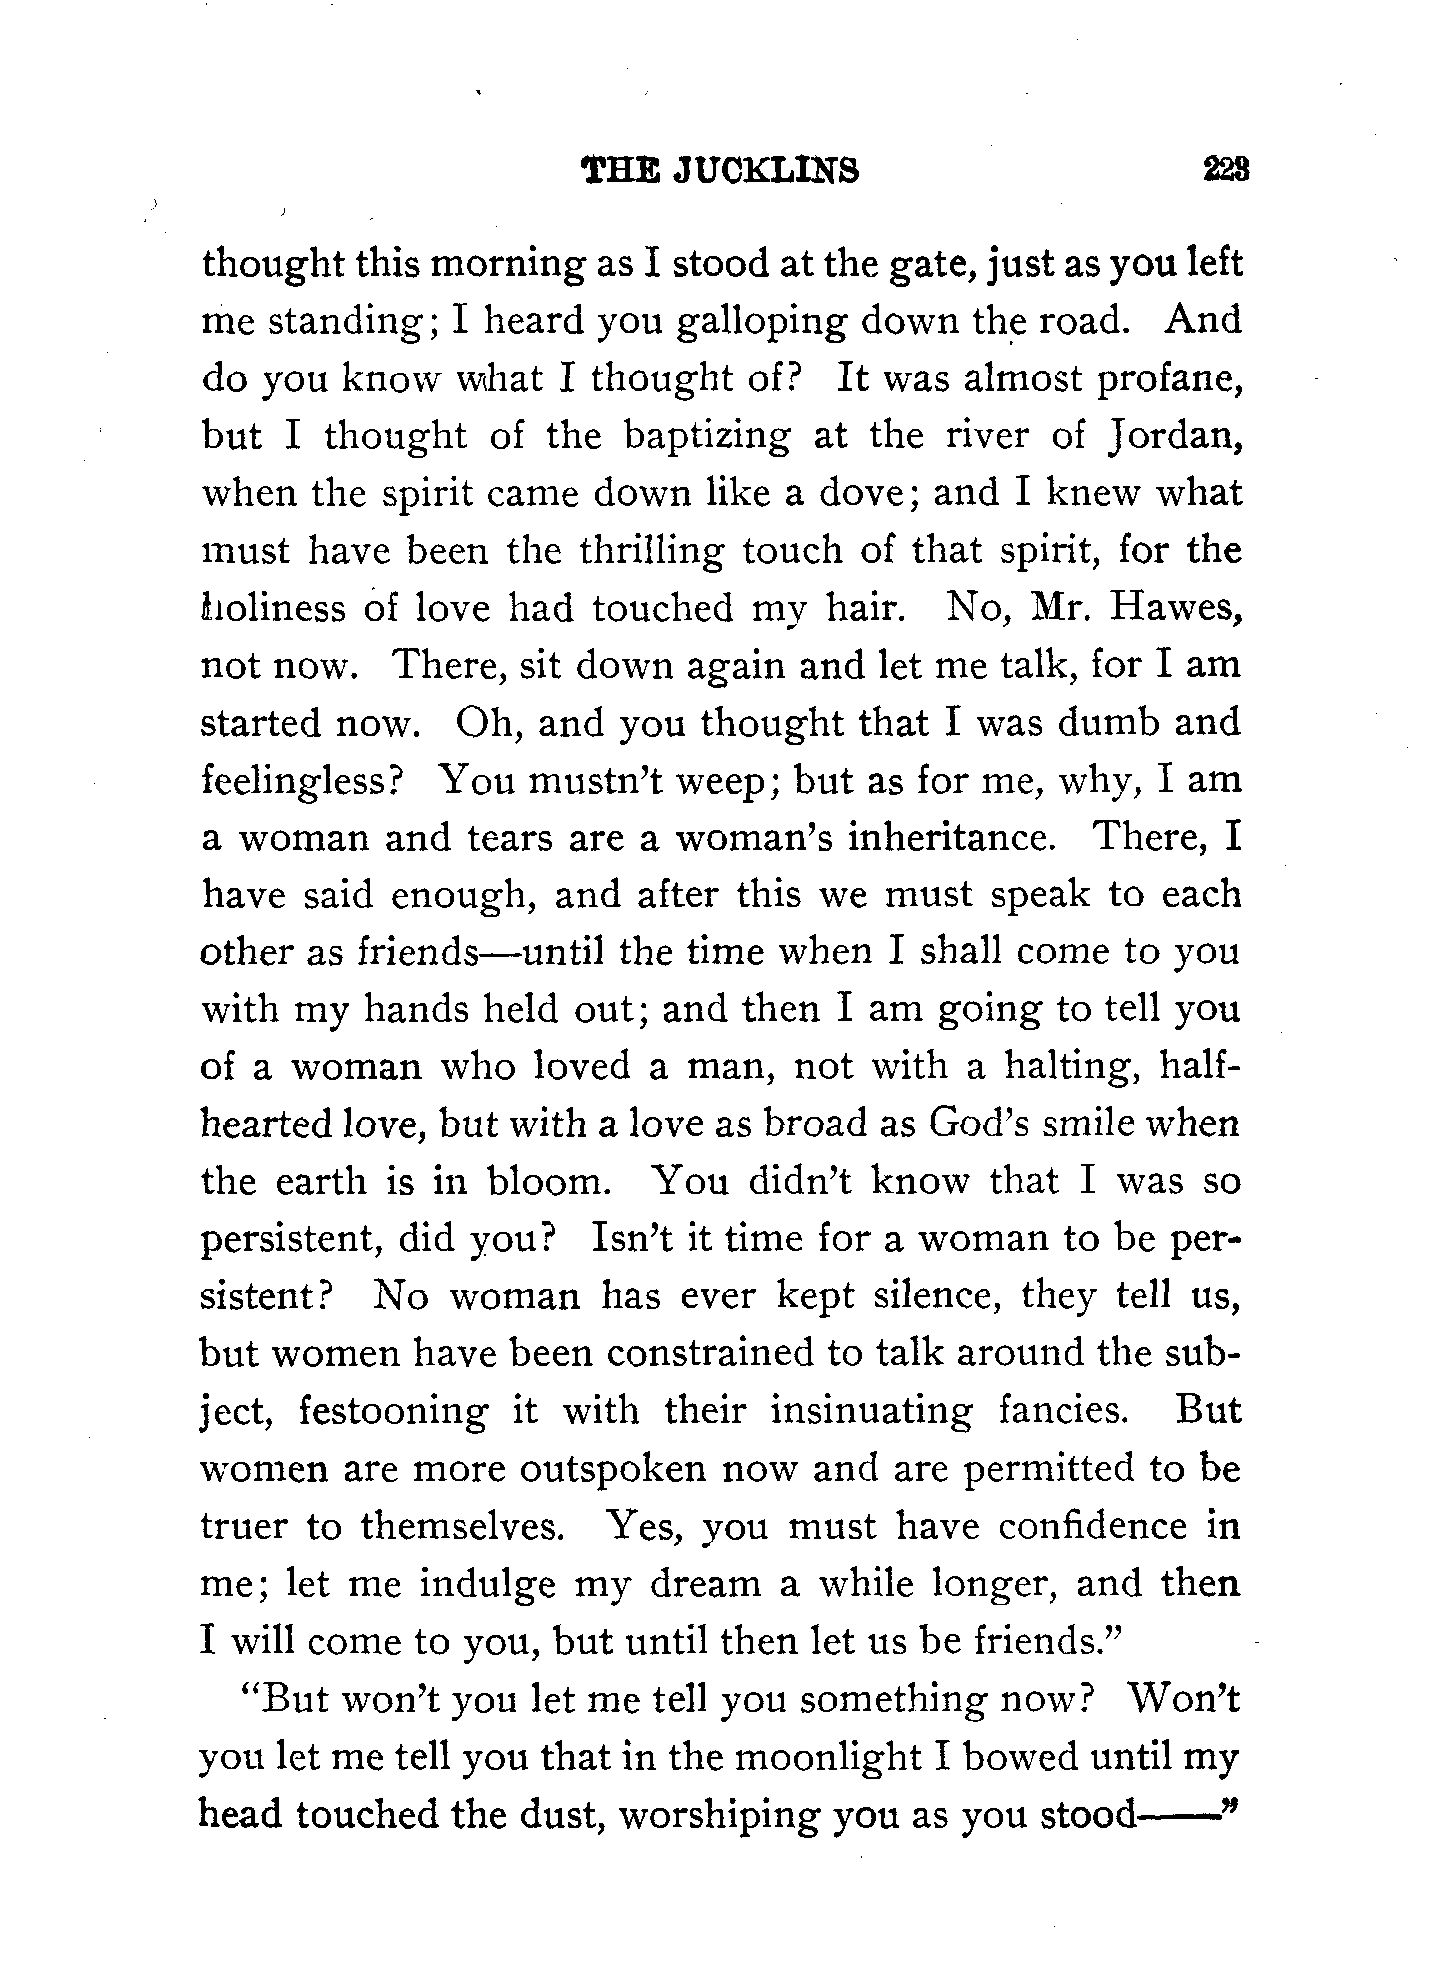 THE JUCKLINS 223
thought this morning as I stood at the gate, just as you left
me standing; I heard you galloping down the road. And
do you know what I thought of? It was almost profane,
but I thought of the baptizing at the river of Jordan,
when the spirit came down like a dove; and I knew what
must have been the thrilling touch of that spirit, for the
holiness of love had touched my hair. No, Mr. Hawes,
not now. There, sit down again and let me talk, for I am
started now. Oh, and you thought that I was dumb and
feelingless? You mustn't weep; but as for me, why, I am
a woman and tears are a woman's inheritance. There, I
have said enough, and after this we must speak to each
other as friends—until the time when I shall come to you
with my hands held out; and then I am going to tell you
of a woman who loved a man, not with a halting, half-
hearted love, but with a love as broad as God's smile when
the earth is in bloom. You didn't know that I was so
persistent, did you? Isn't it time for a woman to be per-
sistent? No woman has ever kept silence, they tell us,
but women have been constrained to talk around the sub-
ject, festooning it with their insinuating fancies. But
women are more outspoken now and are permitted to be
truer to themselves. Yes, you must have confidence in
me; let me indulge my dream a while longer, and then
I will come to you, but until then let us be friends."
"But won't you let me tell you something now? Won't
you let me tell you that in the moonlight I bowed until my
head touched the dust, worshiping you as you stood——"